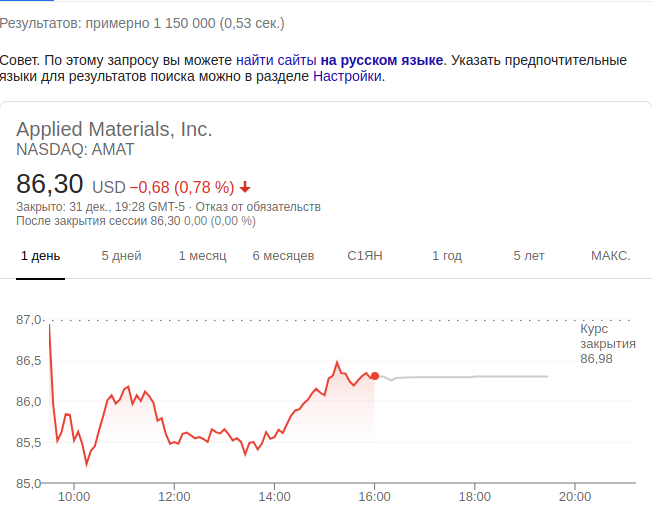 Результатов: примерно 1 150 000 (0,53 сек.)
Совет. По этому запросу вы можете найти сайты на русском языке. Указать предпочтительные
языки для результатов поиска можно в разделе Настройки.
Applied Materials, Inc.
NASDAQ: AMAT
86,30 USD −0,68 (0,78 %)
Закрыто: 31 дек., 19:28 GMT-5 · Отказ от обязательств
После закрытия сессии 86,30 0,00 (0,00 %)
1 день 5 дней 1 месяц 6 месяцев С1ЯН 1 год 5 лет МАКС.
87,0
Курс
закрытия
86,98
86,5
86,0
85,5
85,0
10:00 12:00 14:00 16:00 18:00 20:00